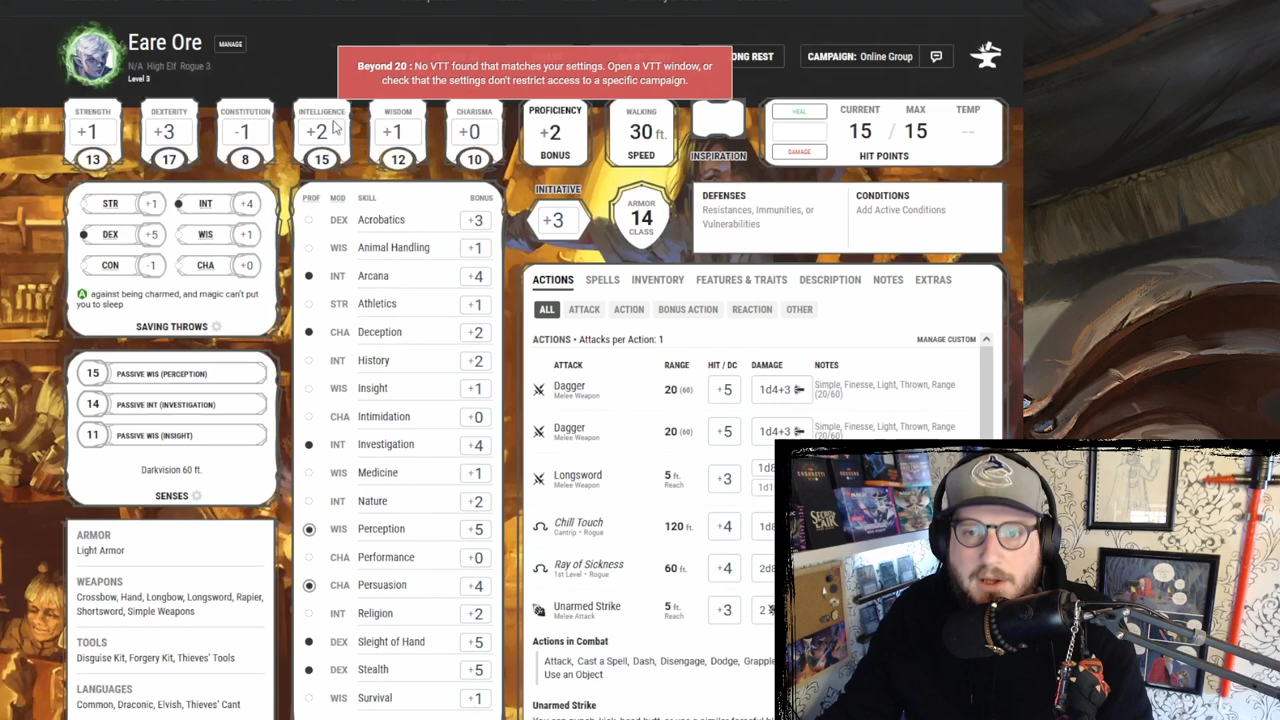 Eare Ore
MANAGE
N/A High Elf Rogue 3
Level 3
Beyond 20 : No VTT found that matches your settings. Open a VTT window, or
check that the settings don't restrict access to a specific campaign.
ONG REST
CAMPAIGN: Online Group
STRENGTH
+1
13
DEXTERITY
+3
17
CONSTITUTION
-1
8
INTELLIGENCE
+2
15
WISDOM
+1
12
CHARISMA
+0
10
PROFICIENCY
+2
BONUS
WALKING
30 ft.
SPEED
INSPIRATION
HEAL
DAMAGE
CURRENT MAX TEMP
15 / 15 --
HIT POINTS
STR +1
INT +4
DEX +5
WIS +1
CON -1
CHA +0
A against being charmed, and magic can't put
you to sleep
SAVING THROWS
15 PASSIVE WIS (PERCEPTION)
14 PASSIVE INT (INVESTIGATION)
11 PASSIVE WIS (INSIGHT)
Darkvision 60 ft.
SENSES
ARMOR
Light Armor
WEAPONS
Crossbow, Hand, Longbow, Longsword, Rapier,
Shortsword, Simple Weapons
TOOLS
Disguise Kit, Forgery Kit, Thieves' Tools
LANGUAGES
Common, Draconic, Elvish, Thieves' Cant
PROF MOD SKILL BONUS
DEX Acrobatics +3
WIS Animal Handling +1
INT Arcana +4
STR Athletics +1
CHA Deception +2
INT History +2
WIS Insight +1
CHA Intimidation +0
INT Investigation +4
WIS Medicine +1
INT Nature +2
WIS Perception +5
CHA Performance +0
CHA Persuasion +4
INT Religion +2
DEX Sleight of Hand +5
DEX Stealth +5
WIS Survival +1
INITIATIVE
+3
ARMOR
14
CLASS
DEFENSES
Resistances, Immunities, or
Vulnerabilities
CONDITIONS
Add Active Conditions
ACTIONS SPELLS INVENTORY FEATURES & TRAITS DESCRIPTION NOTES EXTRAS
ALL ATTACK ACTION BONUS ACTION REACTION OTHER
ACTIONS • Attacks per Action: 1
MANAGE CUSTOM
ATTACK RANGE HIT / DC DAMAGE NOTES
Dagger
Melee Weapon
20 (60) +5 1d4+3
Simple, Finesse, Light, Thrown, Range
(20/60)
Dagger
Melee Weapon
20 (60) +5 1d4+3
Simple, Finesse, Light, Thrown, Range
(20/60)
Longsword
Melee Weapon
5 ft.
Reach
+3
1d8
1d1
Chill Touch
Cantrip • Rogue
120 ft. +4 1d8
Ray of Sickness
1st Level • Rogue
60 ft. +4 2d8
Unarmed Strike
Melee Attack
5 ft.
Reach
+3 2
Actions in Combat
Attack, Cast a Spell, Dash, Disengage, Dodge, Grapple
Use an Object
Unarmed Strike